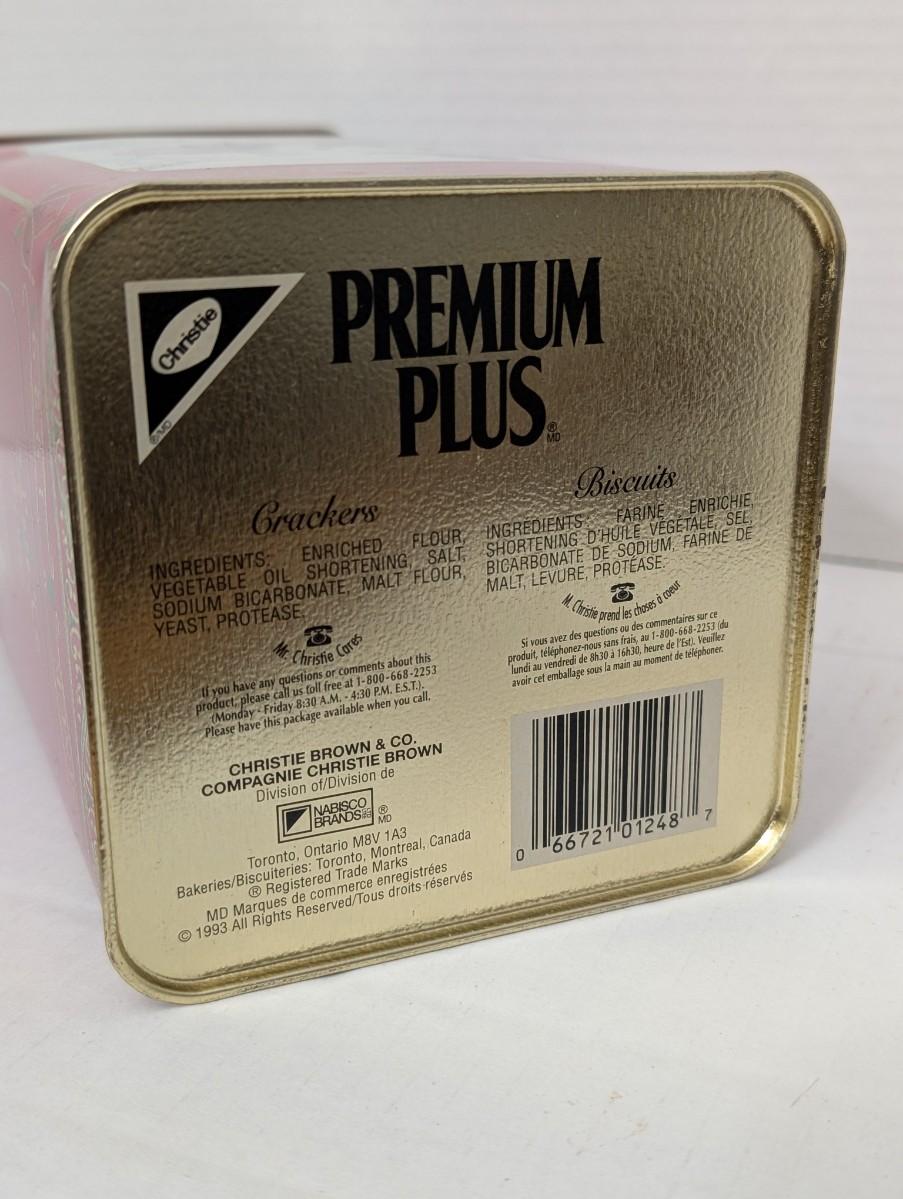 Christie
®/MD
PREMIUM
PLUS
®
MD
Crackers
INGREDIENTS: ENRICHED FLOUR,
VEGETABLE OIL SHORTENING, SALT,
SODIUM BICARBONATE, MALT FLOUR,
YEAST, PROTEASE.
Mr. Christie Cares
If you have any questions or comments about this
product, please call us toll free at 1-800-668-2253
(Monday - Friday 8:30 A.M. - 4:30 P.M. E.S.T.).
Please have this package available when you call.
Biscuits
INGRÉDIENTS: FARINE ENRICHIE,
SHORTENING D'HUILE VÉGÉTALE, SEL,
BICARBONATE DE SODIUM, FARINE DE
MALT, LEVURE, PROTÉASE.
M. Christie prend les choses à coeur
Si vous avez des questions ou des commentaires sur ce
produit, téléphonez-nous sans frais, au 1-800-668-2253 (du
lundi au vendredi de 8h30 à 16h30, heure de l'Est). Veuillez
avoir cet emballage sous la main au moment de téléphoner.
CHRISTIE BROWN & CO.
COMPAGNIE CHRISTIE BROWN
Division of/Division de
NABISCO
BRANDS
®
MD
Toronto, Ontario M8V 1A3
Bakeries/Biscuiteries: Toronto, Montreal, Canada
® Registered Trade Marks
MD Marques de commerce enregistrées
© 1993 All Rights Reserved/Tous droits réservés
0 66721 01248 7